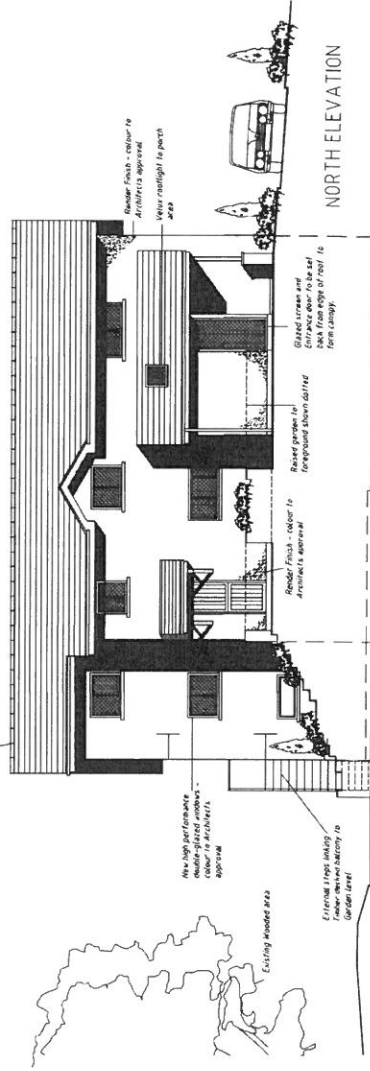 Render Finish - colour to
Architects approval
Velux rooflight to porch
area
New high performance
double-glazed windows -
colour to Architects
approval
Existing Wooded area
External steps linking
Timber decked balcony to
Garden level
Render Finish - colour to
Architects approval
Raised garden to
foreground shown dotted
Glazed screen and
Entrance door to be set
back from edge of roof to
form canopy.
NORTH ELEVATION